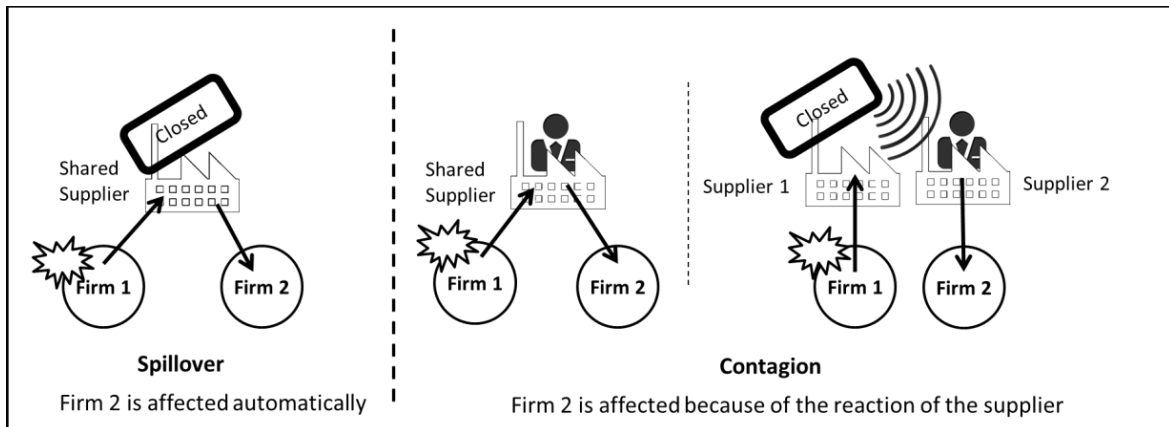 Closed
Shared
Supplier
Firm 1
Firm 2
Spillover
Firm 2 is affected automatically
Shared
Supplier
Firm 1
Firm 2
Closed
Supplier 1
Supplier 2
Firm 1
Firm 2
Contagion
Firm 2 is affected because of the reaction of the supplier